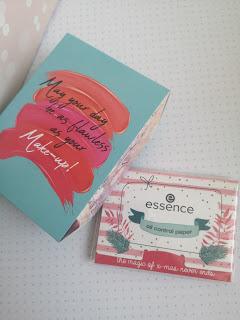 May your day
be as flawless
as your
Make-up!
essence
oil control paper
the magic of x-mas never ends